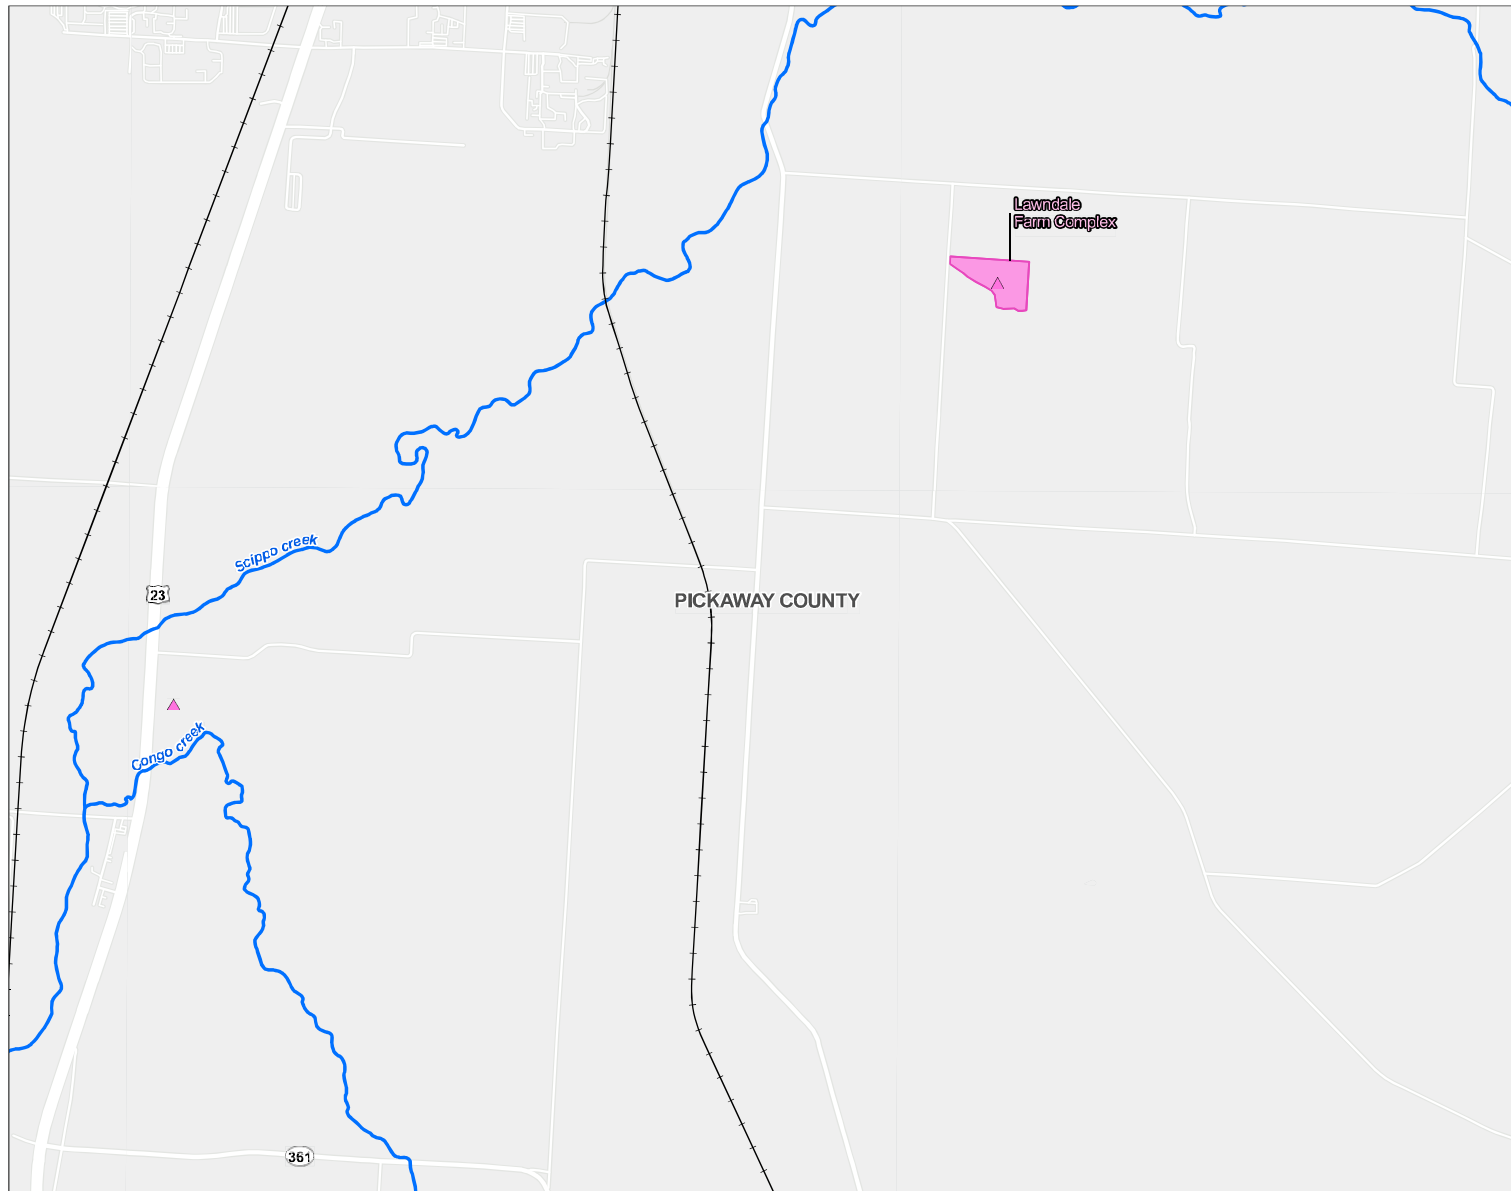 Lawndale
Farm Complex
Scippo creek
23
PICKAWAY COUNTY
Congo creek
361